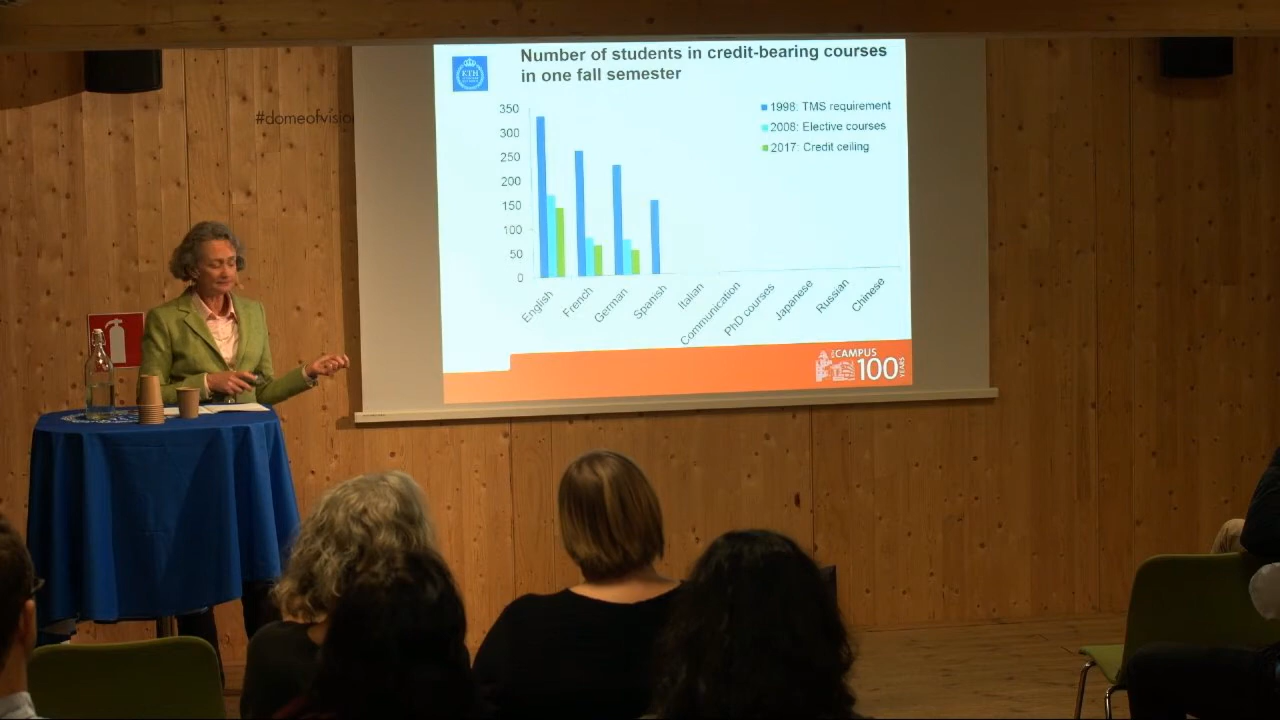 Number of students in credit-bearing courses
in one fall semester
KTH
#domeofvisio
350
300
250
200
150
100
50
0
1998: TMS requirement
2008: Elective courses
2017: Credit ceiling
English
French
German
Spanish
Italian
Communication
PhD courses
Japanese
Russian
Chinese
CAMPUS
100
YEARS